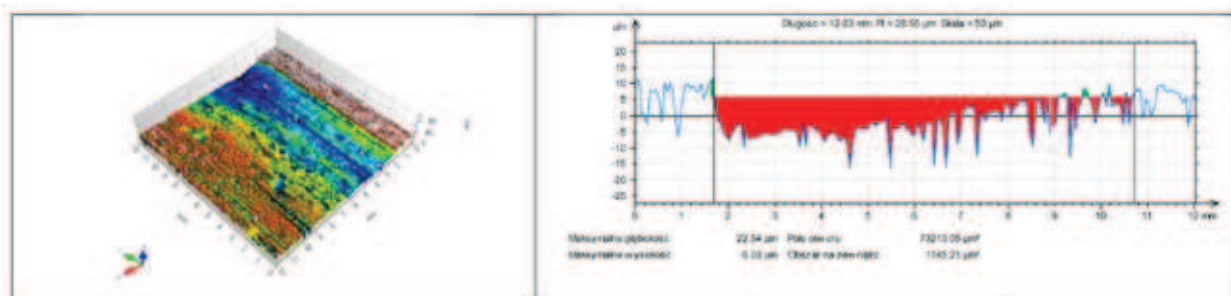 Długość = 12.03 mm Pt = 28.55 µm Skala = 50 µm
µm
20
15
10
5
0
-5
-10
-15
-20
-25
0 1 2 3 4 5 6 7 8 9 10 11 12 mm
Maksymalna głębokość 22.54 µm Pole otworu 73213.05 µm²
Maksymalna wysokość 6.03 µm Obszar na zewnątrz 1145.21 µm²